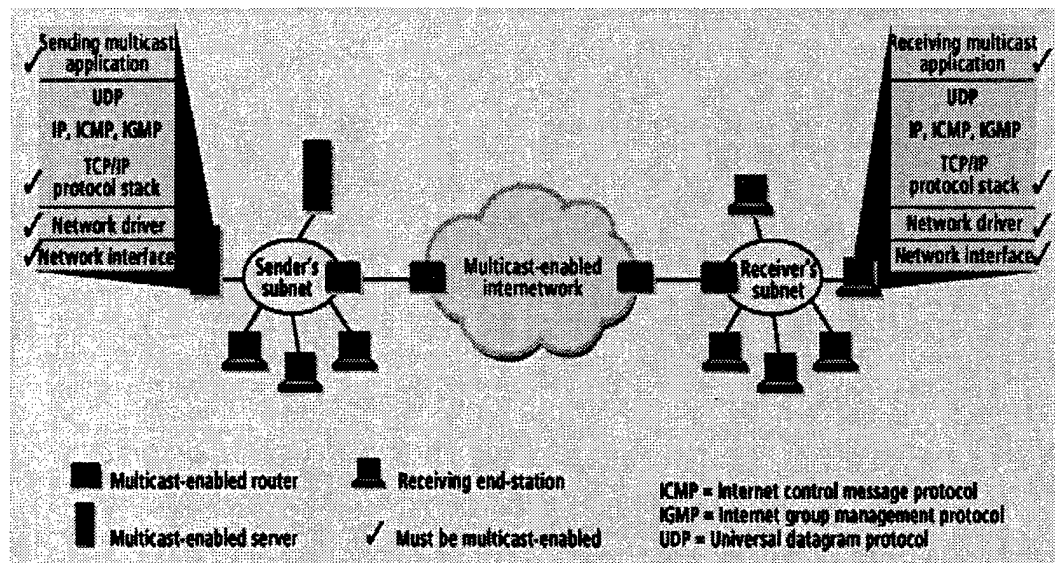 Sending multicast
application
UDP
IP, ICMP, IGMP
TCP/IP
protocol stack
Network driver
Network interface
Sender's
subnet
Multicast-enabled
internetwork
Receiver's
subnet
Receiving multicast
application
UDP
IP, ICMP, IGMP
TCP/IP
protocol stack
Network driver
Network interface
Multicast-enabled router
Receiving end-station
Multicast-enabled server
✓ Must be multicast-enabled
ICMP = Internet control message protocol
IGMP = Internet group management protocol
UDP = Universal datagram protocol